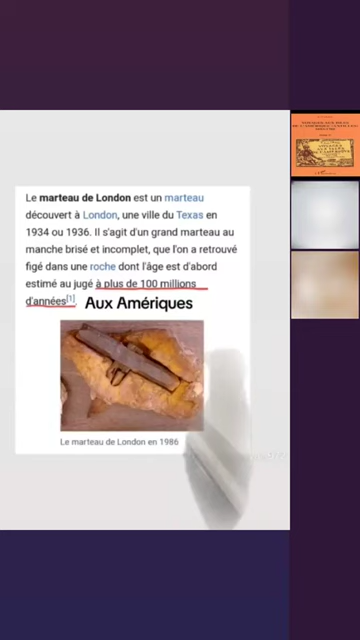 Le marteau de London est un marteau
découvert à London, une ville du Texas en
1934 ou 1936. Il s'agit d'un grand marteau au
manche brisé et incomplet, que l'on a retrouvé
figé dans une roche dont l'âge est d'abord
estimé au jugé à plus de 100 millions
d'années[1].
Aux Amériques
Le marteau de London en 1986